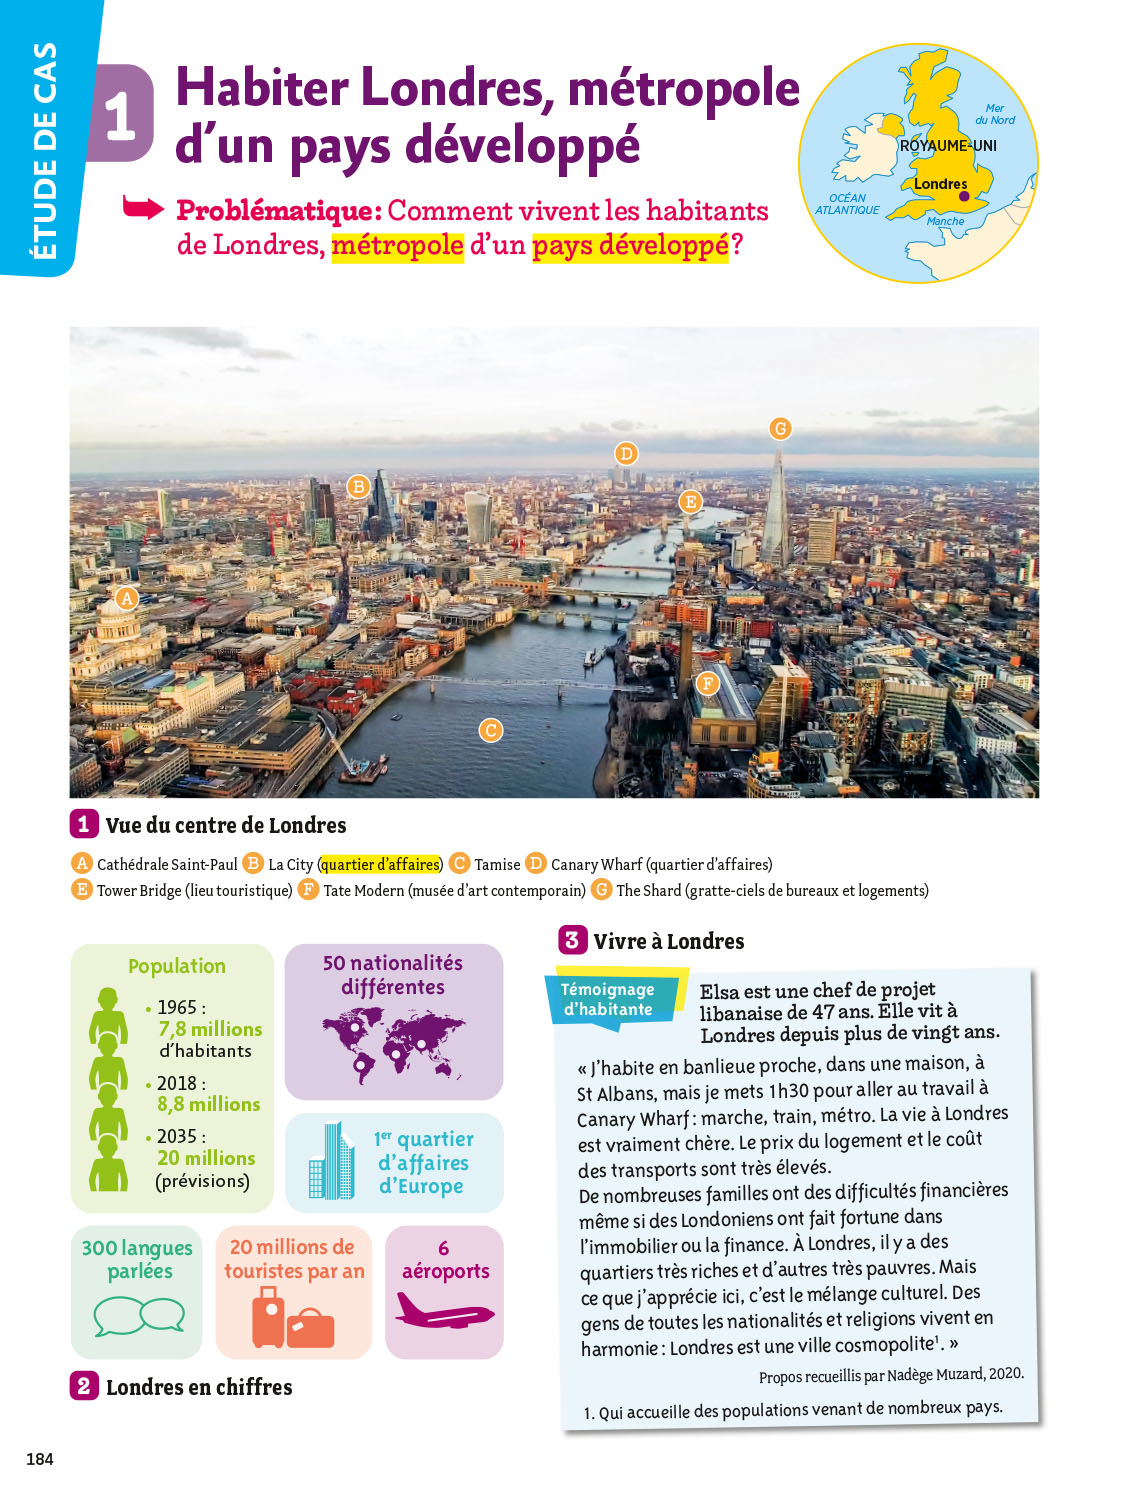 ÉTUDE DE CAS
1
Habiter Londres, métropole
d’un pays développé
Problématique : Comment vivent les habitants
de Londres, métropole d’un pays développé ?
Mer
du Nord
ROYAUME-UNI
Londres
OCÉAN
ATLANTIQUE
Manche
A
B
C
D
E
F
G
1 Vue du centre de Londres
A Cathédrale Saint-Paul B La City (quartier d’affaires) C Tamise D Canary Wharf (quartier d’affaires)
E Tower Bridge (lieu touristique) F Tate Modern (musée d’art contemporain) G The Shard (gratte-ciels de bureaux et logements)
Population
• 1965 :
7,8 millions
d’habitants
• 2018 :
8,8 millions
• 2035 :
20 millions
(prévisions)
50 nationalités
différentes
1er quartier
d’affaires
d’Europe
300 langues
parlées
20 millions de
touristes par an
6
aéroports
2 Londres en chiffres
3 Vivre à Londres
Témoignage
d’habitante
Elsa est une chef de projet
libanaise de 47 ans. Elle vit à
Londres depuis plus de vingt ans.
« J’habite en banlieue proche, dans une maison, à
St Albans, mais je mets 1h30 pour aller au travail à
Canary Wharf : marche, train, métro. La vie à Londres
est vraiment chère. Le prix du logement et le coût
des transports sont très élevés.
De nombreuses familles ont des difficultés financières
même si des Londoniens ont fait fortune dans
l’immobilier ou la finance. À Londres, il y a des
quartiers très riches et d’autres très pauvres. Mais
ce que j’apprécie ici, c’est le mélange culturel. Des
gens de toutes les nationalités et religions vivent en
harmonie : Londres est une ville cosmopolite1. »
Propos recueillis par Nadège Muzard, 2020.
1. Qui accueille des populations venant de nombreux pays.
184